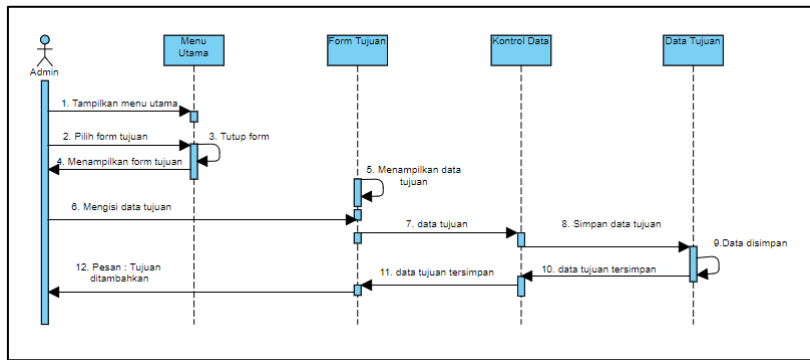 Menu
Utama
Form Tujuan
Kontrol Data
Data Tujuan
Admin
1. Tampilkan menu utama
2. Pilih form tujuan
3. Tutup form
4. Menampilkan form tujuan
5. Menampilkan data
tujuan
6. Mengisi data tujuan
7. data tujuan
8. Simpan data tujuan
9.Data disimpan
10. data tujuan tersimpan
11. data tujuan tersimpan
12. Pesan : Tujuan
ditambahkan